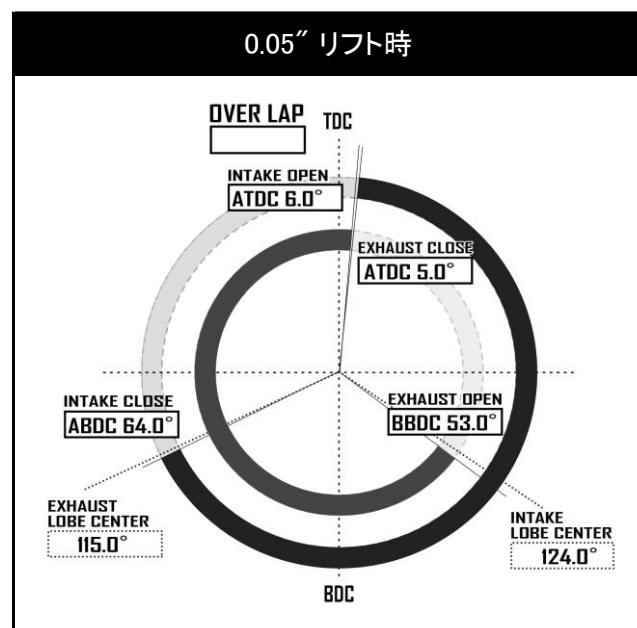 0.05″ リフト時
OVER LAP
TDC
INTAKE OPEN
ATDC 6.0°
EXHAUST CLOSE
ATDC 5.0°
INTAKE CLOSE
ABDC 64.0°
EXHAUST OPEN
BBDC 53.0°
EXHAUST
LOBE CENTER
115.0°
INTAKE
LOBE CENTER
124.0°
BDC